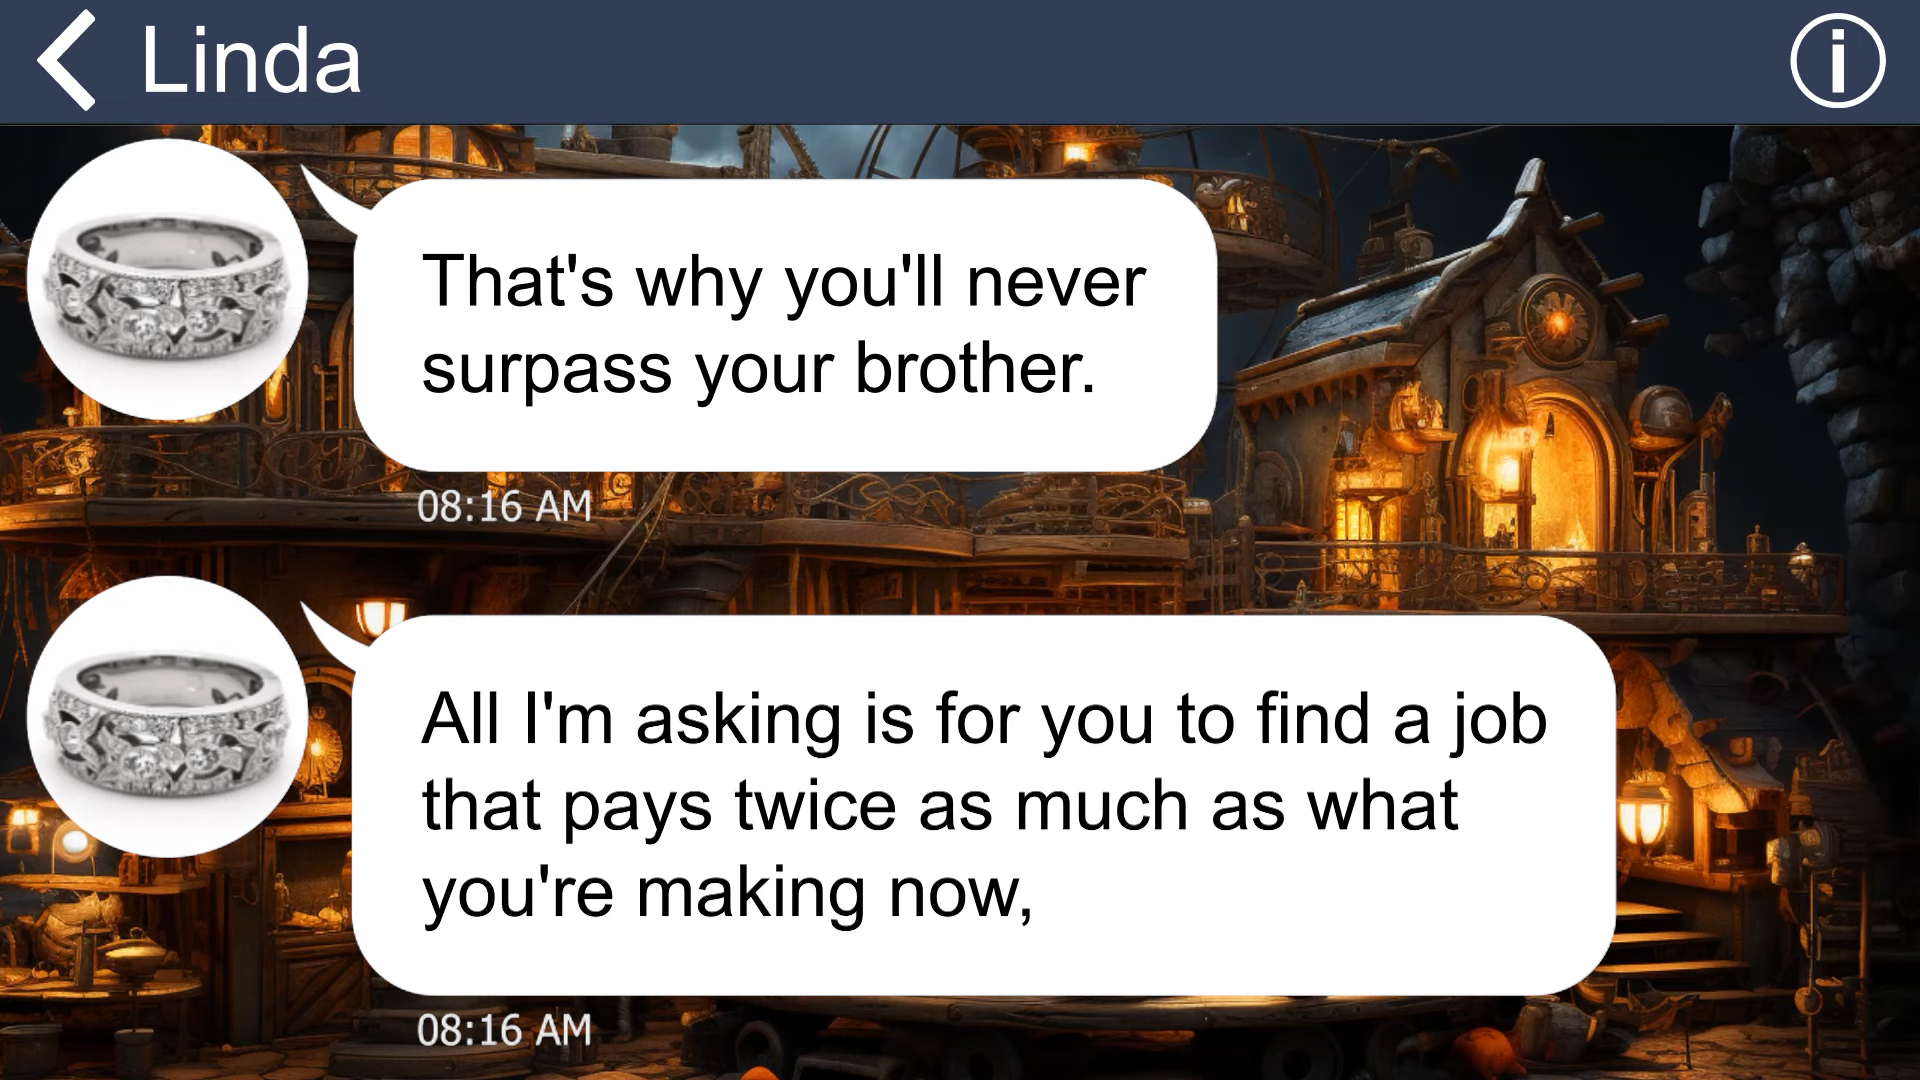 Linda
That's why you'll never
surpass your brother.
08:16 AM
All I'm asking is for you to find a job
that pays twice as much as what
you're making now,
08:16 AM